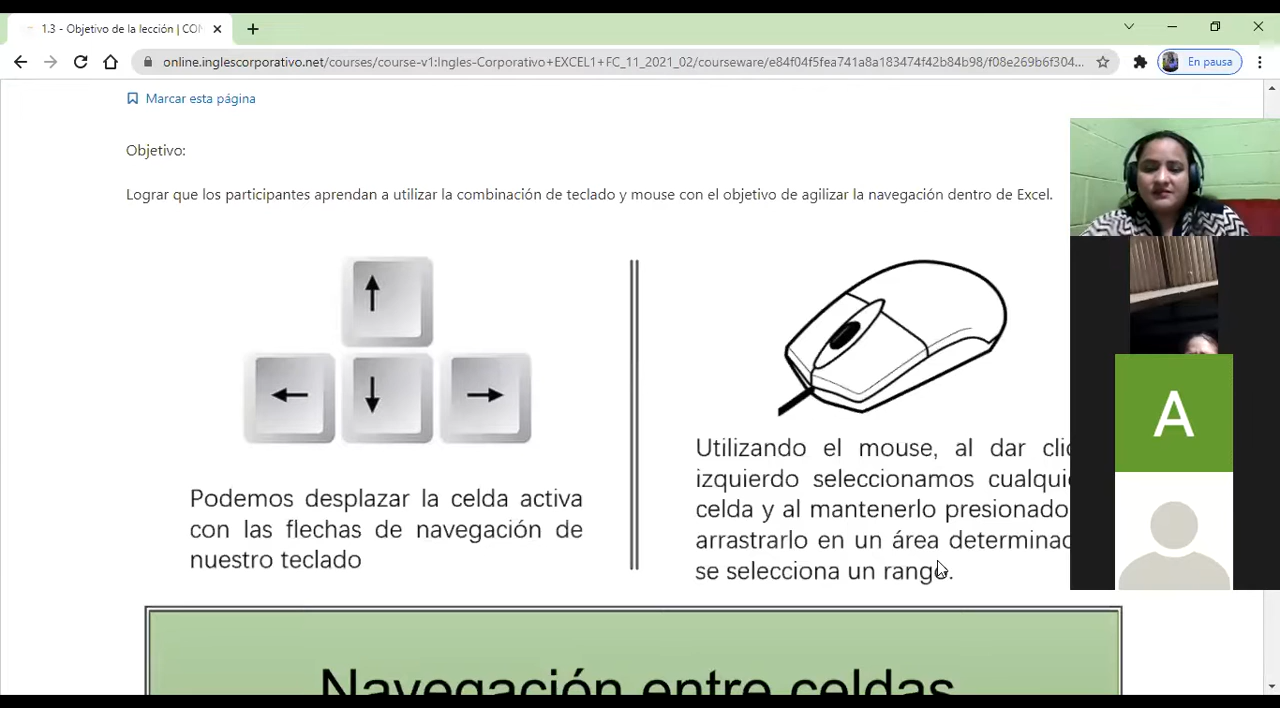 1.3 - Objetivo de la lección | CON
online.inglescorporativo.net/courses/course-v1:Ingles-Corporativo+EXCEL1+FC_11_2021_02/courseware/e84f04f5fea741a8a183474f42b84b98/f08e269b6f304...
En pausa
Marcar esta página
Objetivo:
Lograr que los participantes aprendan a utilizar la combinación de teclado y mouse con el objetivo de agilizar la navegación dentro de Excel.
Podemos desplazar la celda activa
con las flechas de navegación de
nuestro teclado
Utilizando el mouse, al dar clic
izquierdo seleccionamos cualquie
celda y al mantenerlo presionado
arrastrarlo en un área determinad
se selecciona un rango.
A
Navegación entre celdas